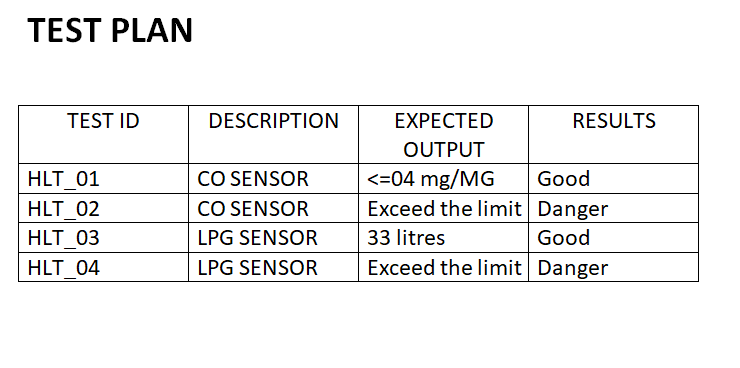 TEST PLAN
TEST ID DESCRIPTION EXPECTED OUTPUT RESULTS
HLT_01 CO SENSOR <=04 mg/MG Good
HLT_02 CO SENSOR Exceed the limit Danger
HLT_03 LPG SENSOR 33 litres Good
HLT_04 LPG SENSOR Exceed the limit Danger